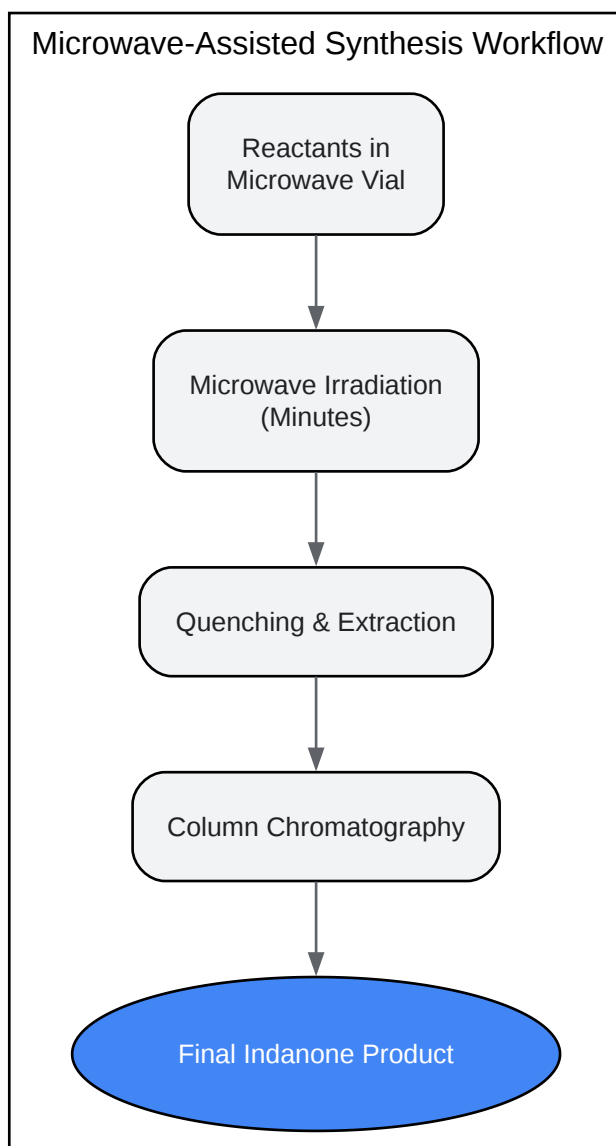 Microwave-Assisted Synthesis Workflow
Reactants in
Microwave Vial
Microwave Irradiation
(Minutes)
Quenching & Extraction
Column Chromatography
Final Indanone Product